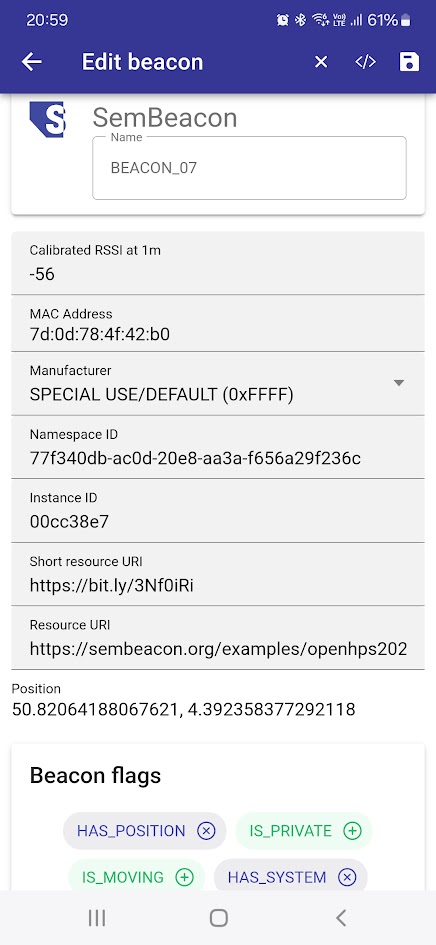 20:59
6
Vo))
LTE
61%
Edit beacon
</>
S
SemBeacon
Name
BEACON_07
Calibrated RSSI at 1m
-56
MAC Address
7d:0d:78:4f:42:b0
Manufacturer
SPECIAL USE/DEFAULT (0xFFFF)
Namespace ID
77f340db-ac0d-20e8-aa3a-f656a29f236c
Instance ID
00cc38e7
Short resource URI
https://bit.ly/3Nf0iRi
Resource URI
https://sembeacon.org/examples/openhps202
Position
50.82064188067621, 4.392358377292118
Beacon flags
HAS_POSITION
IS_PRIVATE
IS_MOVING
HAS_SYSTEM